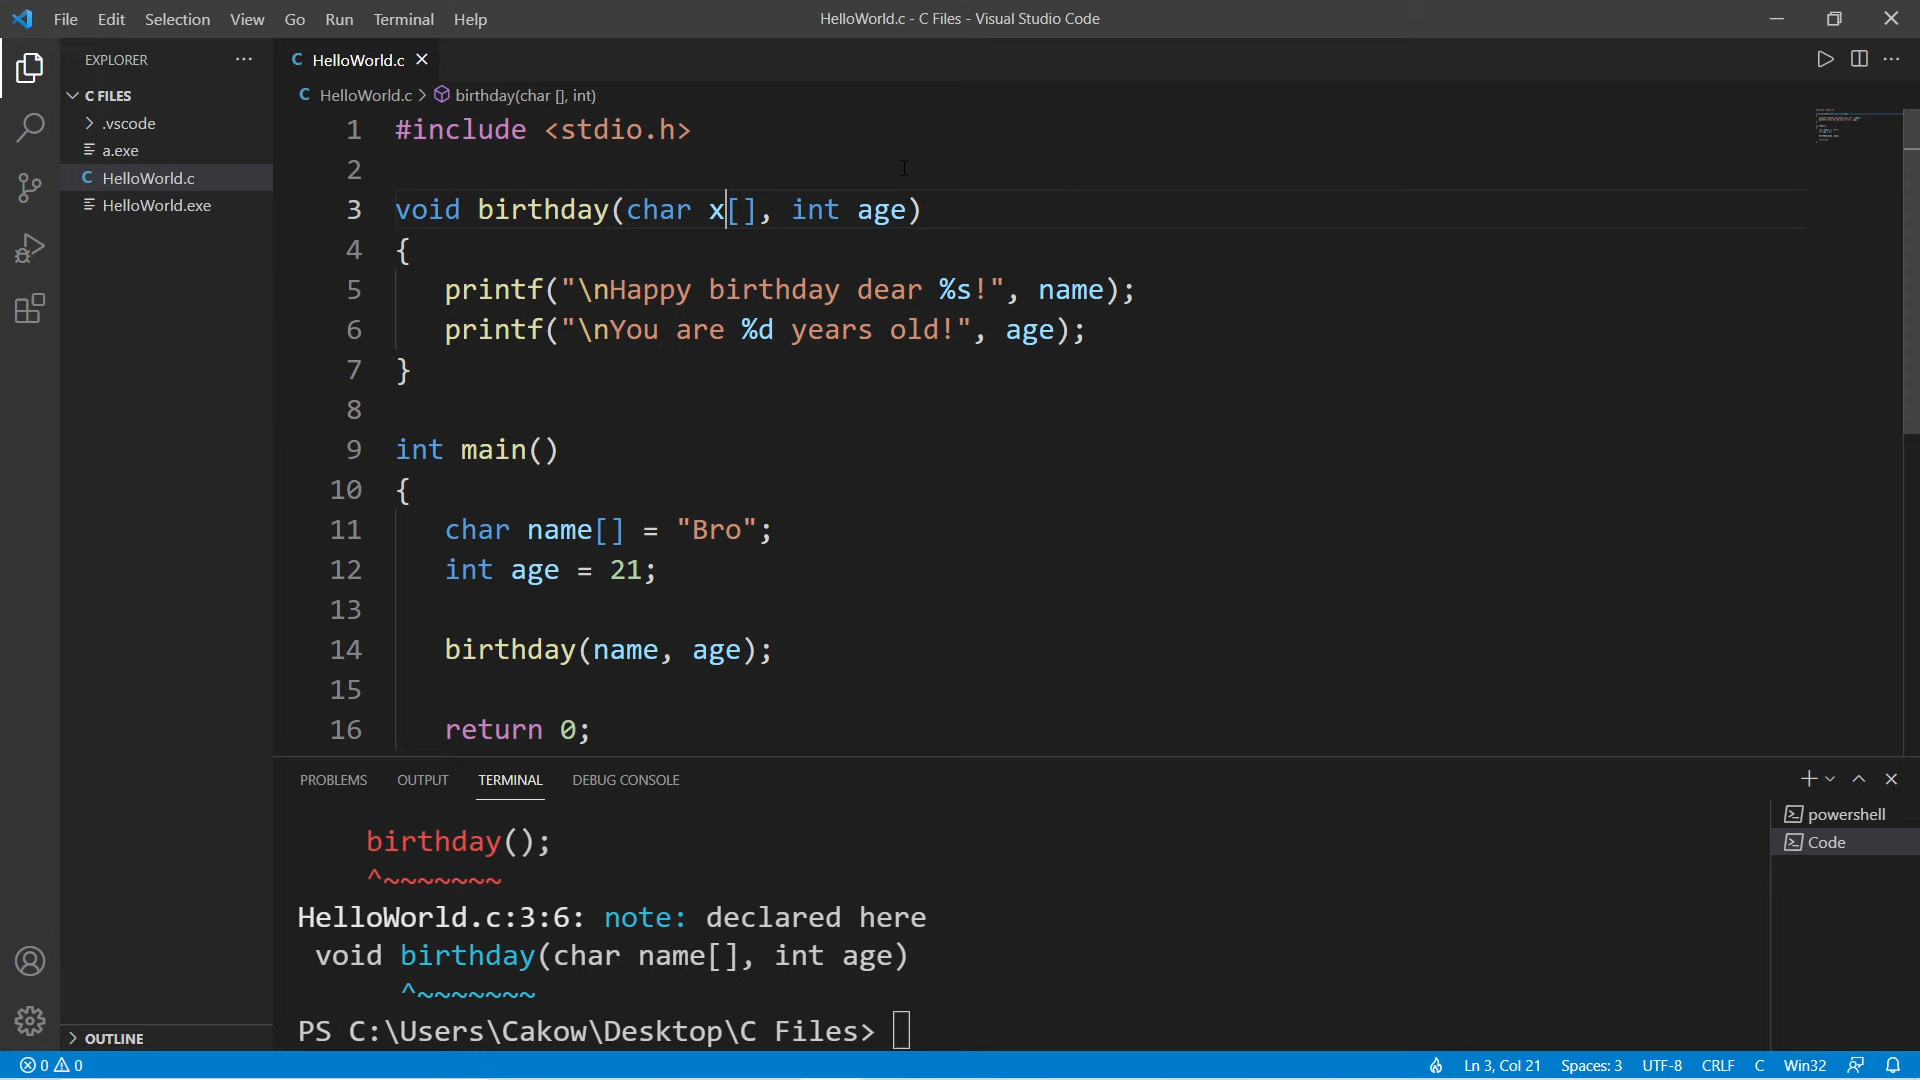 File Edit Selection View Go Run Terminal Help
HelloWorld.c - C Files - Visual Studio Code
EXPLORER
C FILES
.vscode
a.exe
C HelloWorld.c
HelloWorld.exe
OUTLINE
C HelloWorld.c
C HelloWorld.c > birthday(char [], int)
1 #include <stdio.h>
2
3 void birthday(char x[], int age)
4 {
5 printf("\nHappy birthday dear %s!", name);
6 printf("\nYou are %d years old!", age);
7 }
8
9 int main()
10 {
11 char name[] = "Bro";
12 int age = 21;
13
14 birthday(name, age);
15
16 return 0;
PROBLEMS OUTPUT TERMINAL DEBUG CONSOLE
birthday();
^~~~~~~~
HelloWorld.c:3:6: note: declared here
void birthday(char name[], int age)
^~~~~~~~
PS C:\Users\Cakow\Desktop\C Files>
powershell
Code
0 0
Ln 3, Col 21 Spaces: 3 UTF-8 CRLF C Win32